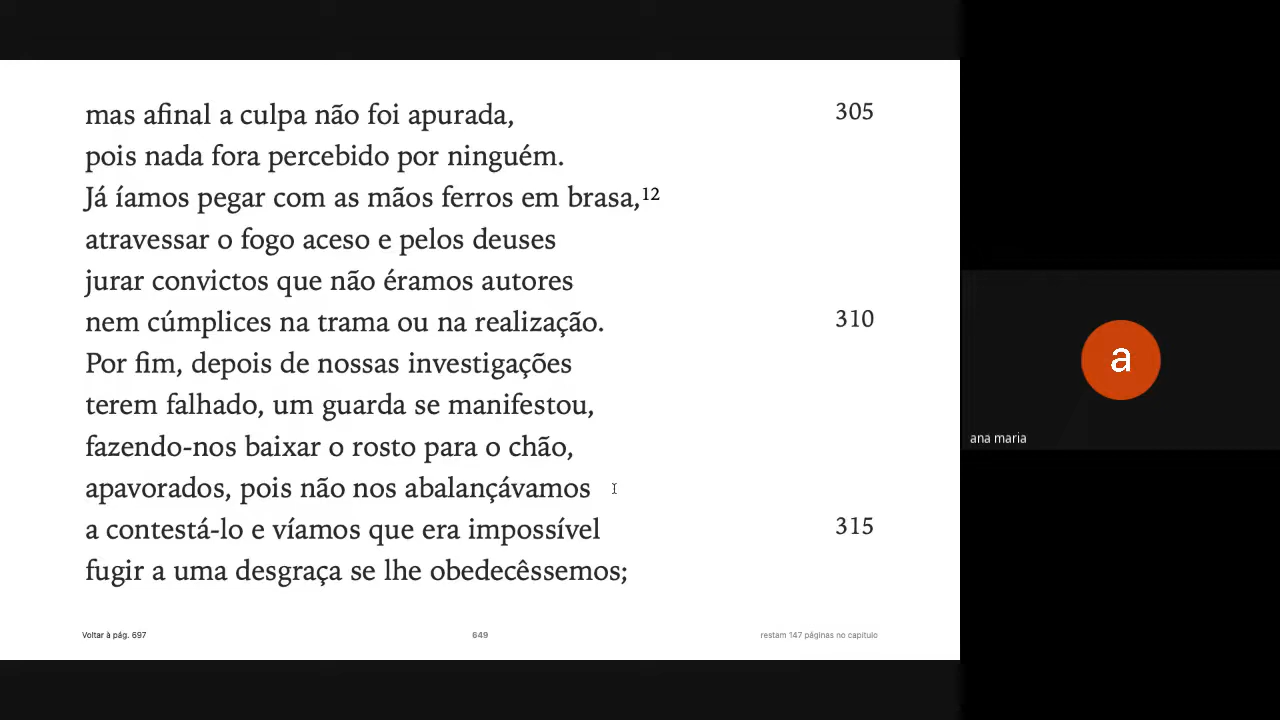 mas afinal a culpa não foi apurada,
305
pois nada fora percebido por ninguém.
Já íamos pegar com as mãos ferros em brasa,12
atravessar o fogo aceso e pelos deuses
jurar convictos que não éramos autores
nem cúmplices na trama ou na realização.
310
Por fim, depois de nossas investigações
terem falhado, um guarda se manifestou,
fazendo-nos baixar o rosto para o chão,
apavorados, pois não nos abalançávamos
a contestá-lo e víamos que era impossível
315
fugir a uma desgraça se lhe obedecêssemos;
Voltar à pág. 697
649
restam 147 páginas no capítulo
a
ana maria